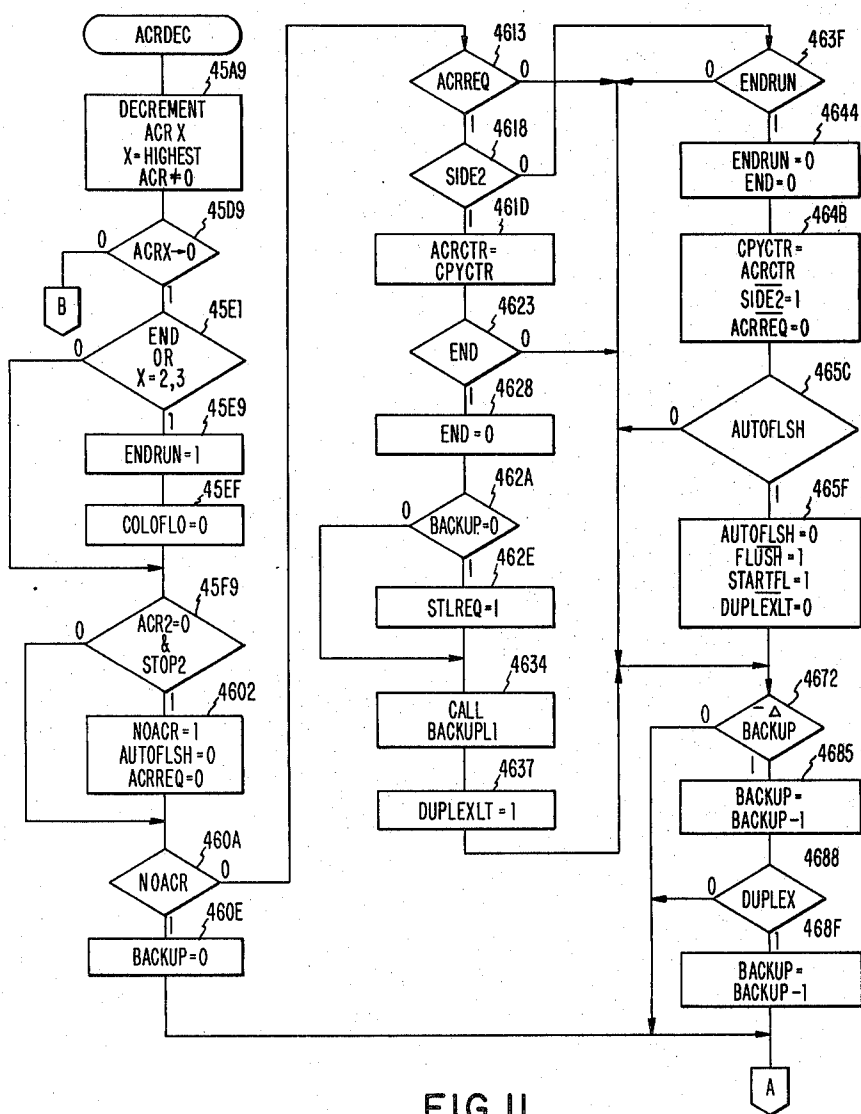 ACRDEC
45A9
DECREMENT
ACR X
X = HIGHEST
ACR ≠ 0
45D9
0
ACRX→0
1
B
45E1
0
END
OR
X = 2,3
1
45E9
ENDRUN = 1
45EF
COLOFLO = 0
45F9
0
ACR2=0
&
STOP2
1
4602
NOACR = 1
AUTOFLSH = 0
ACRREQ = 0
460A
NOACR
0
1
460E
BACKUP = 0
4613
ACRREQ
0
1
4618
SIDE2
0
1
461D
ACRCTR =
CPYCTR
4623
END
0
1
4628
END = 0
462A
0
BACKUP=0
1
462E
STLREQ = 1
4634
CALL
BACKUPL1
4637
DUPLEXLT = 1
463F
0
ENDRUN
1
4644
ENDRUN = 0
END = 0
464B
CPYCTR =
ACRCTR
SIDE2 = 1
ACRREQ = 0
465C
0
AUTOFLSH
1
465F
AUTOFLSH = 0
FLUSH = 1
STARTFL = 1
DUPLEXLT = 0
4672
0
– Δ
BACKUP
1
4685
BACKUP =
BACKUP -1
4688
0
DUPLEX
1
468F
BACKUP =
BACKUP -1
A
FIG.11